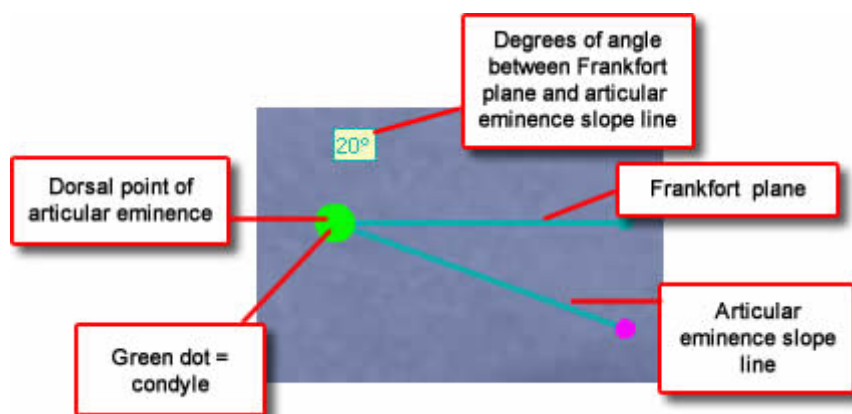 Degrees of angle
between Frankfort
plane and articular
eminence slope line
20º
Dorsal point of
articular eminence
Frankfort plane
Articular
eminence slope
line
Green dot =
condyle